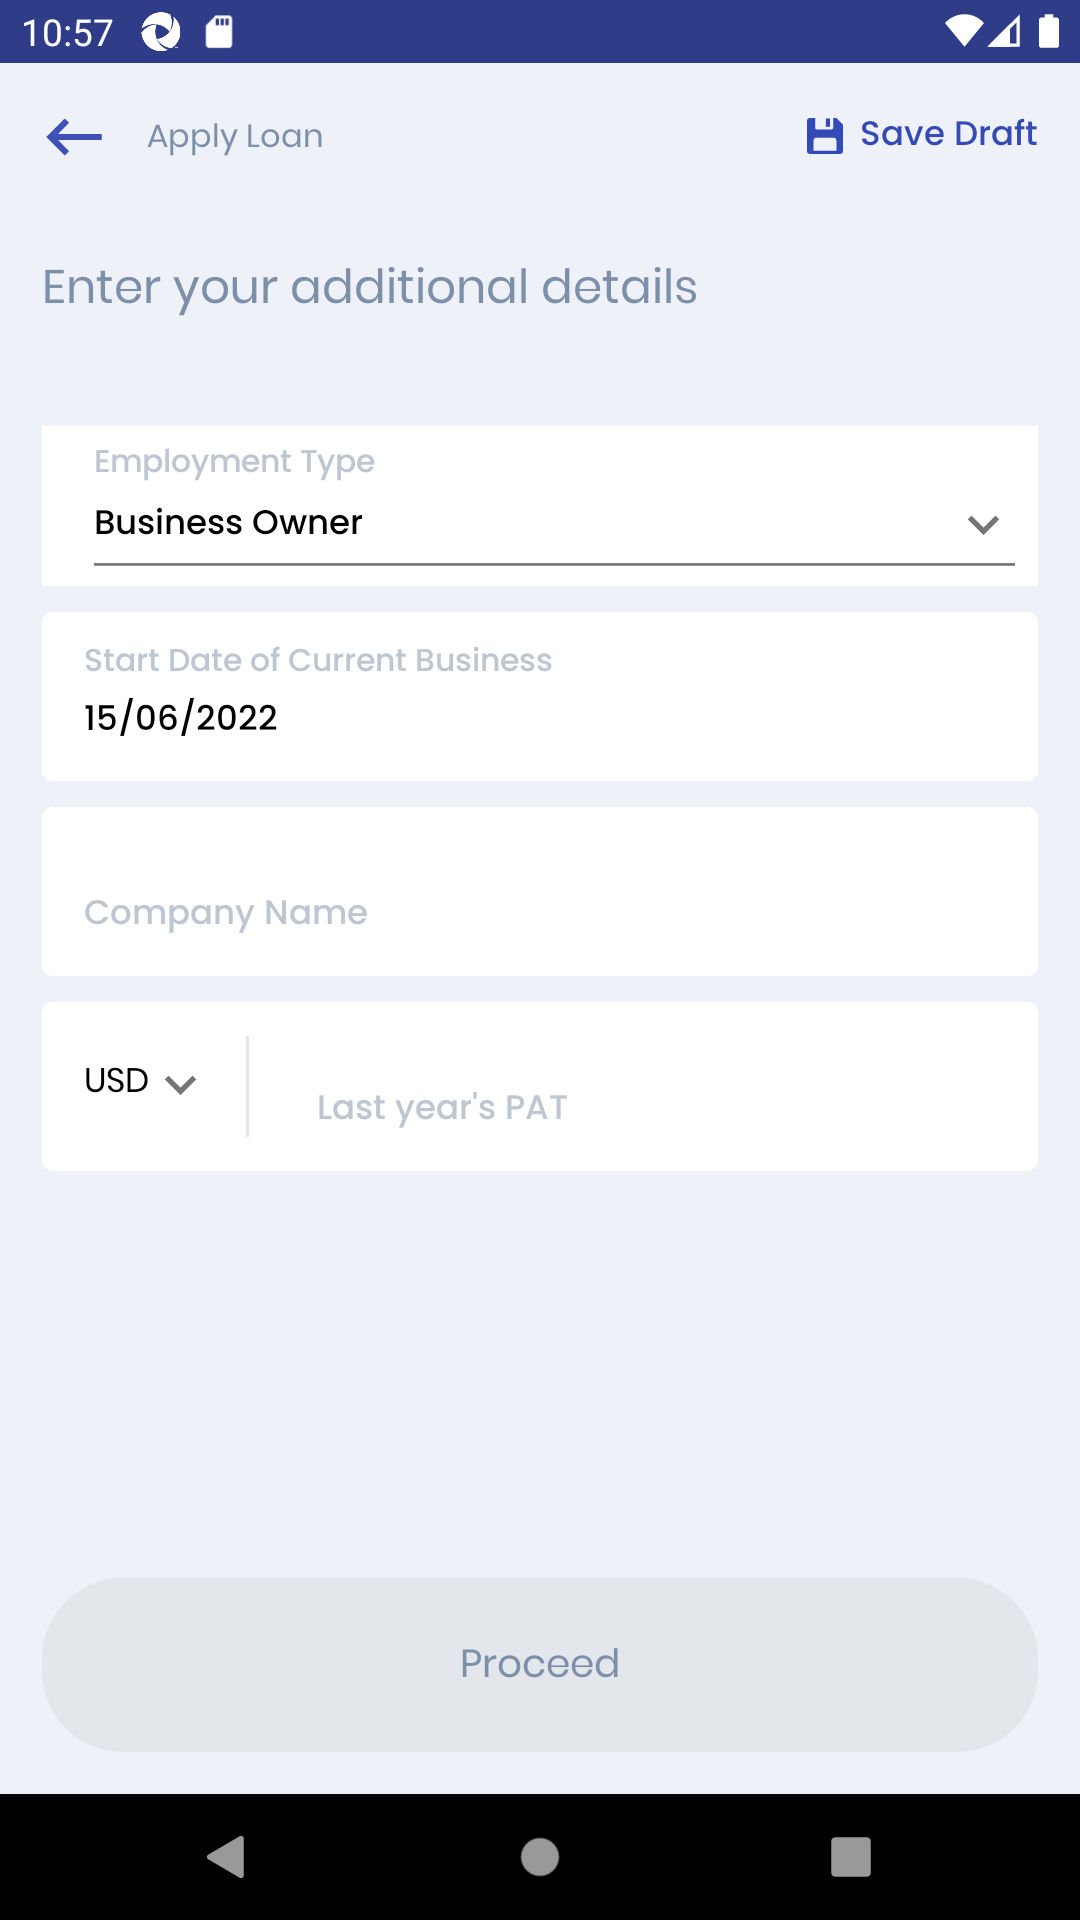 10:57
Apply Loan
Save Draft
Enter your additional details
Employment Type
Business Owner
Start Date of Current Business
15/06/2022
Company Name
USD
Last year's PAT
Proceed